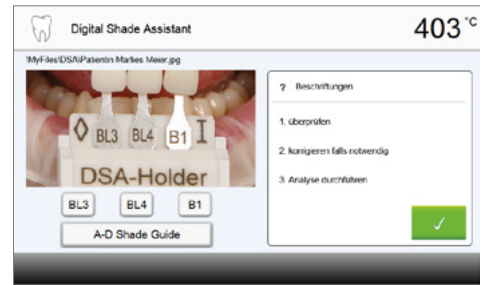 Digital Shade Assistant
403 °C
\MyFiles\DSA\Patientin Marlies Meier.jpg
BL3 BL4 B1 I
DSA-Holder
BL3 BL4 B1
A-D Shade Guide
? Beschriftungen
1. überprüfen
2. korrigieren falls notwendig
3. Analyse durchführen